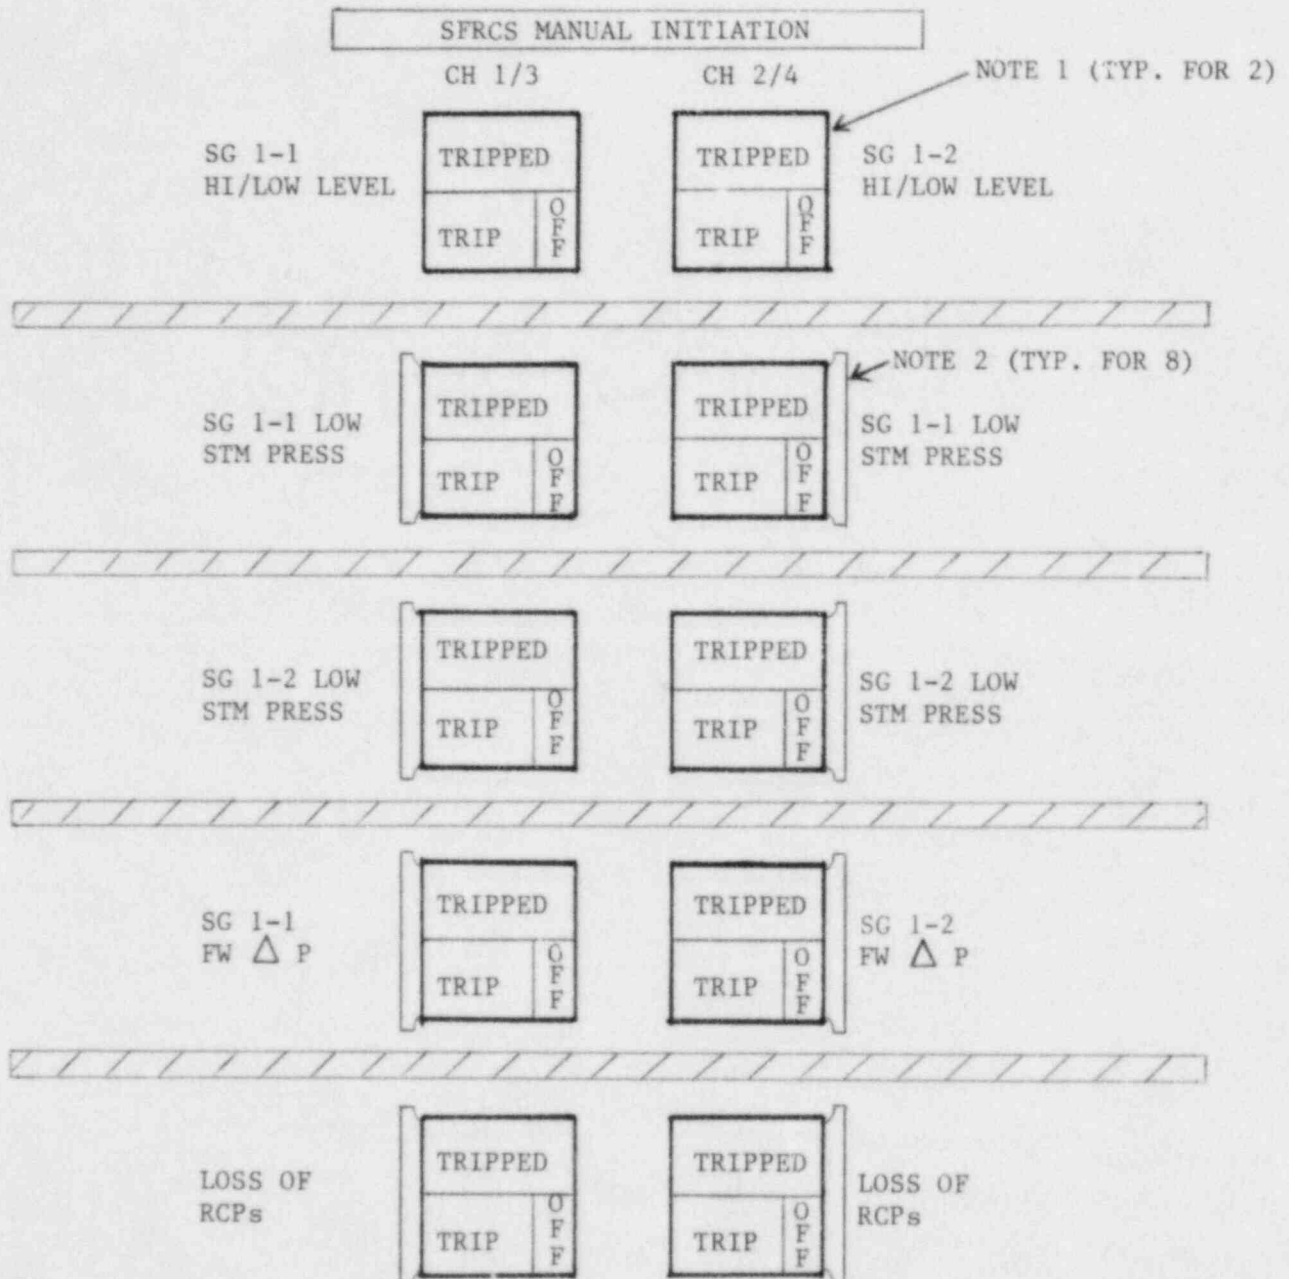 SFRCS MANUAL INITIATION
CH 1/3 CH 2/4 NOTE 1 (TYP. FOR 2)
SG 1-1
HI/LOW LEVEL
TRIPPED
TRIP OFF
TRIPPED
TRIP OFF
SG 1-2
HI/LOW LEVEL
NOTE 2 (TYP. FOR 8)
SG 1-1 LOW
STM PRESS
TRIPPED
TRIP OFF
TRIPPED
TRIP OFF
SG 1-1 LOW
STM PRESS
SG 1-2 LOW
STM PRESS
TRIPPED
TRIP OFF
TRIPPED
TRIP OFF
SG 1-2 LOW
STM PRESS
SG 1-1
FW Δ P
TRIPPED
TRIP OFF
TRIPPED
TRIP OFF
SG 1-2
FW Δ P
LOSS OF
RCPs
TRIPPED
TRIP OFF
TRIPPED
TRIP OFF
LOSS OF
RCPs